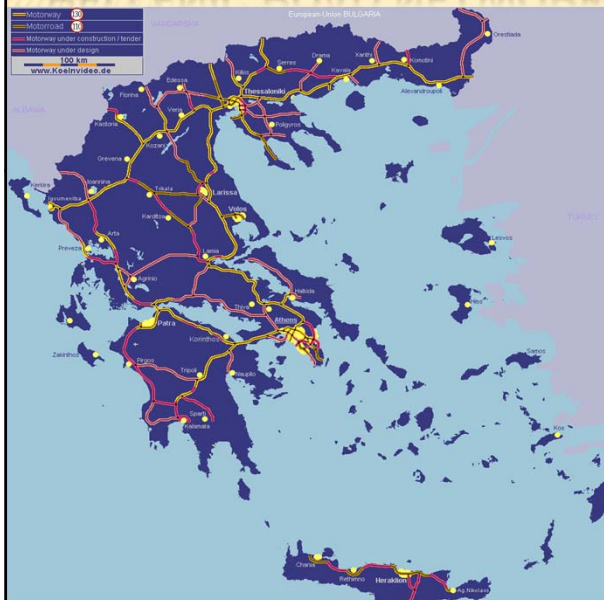 European Union BULGARIA
Motorway 130
Motorroad 110
Motorway under construction / tender
Motorway under design
100 km
www.Koelnvideo.de
ALBANIA
Orestiada
Drama
Xanthi
Komotini
Serres
Kilkis
Kavala
Alexandroupoli
Edessa
Florina
Thessaloniki
Veria
Kastoria
Poligyros
Kozani
Grevena
Kerkira
Ioannina
Igoumenitsa
Trikala
Larissa
Karditsa
Volos
Arta
Preveza
Lamia
Lesvos
Agrinio
Halkida
Thiva
Athens
Patra
Korinthos
Zakinthos
Pirgos
Tripoli
Nauplio
Samos
Sparti
Kalamata
Kos
Chania
Rethimno
Heraklion
Ag.Nikolaos